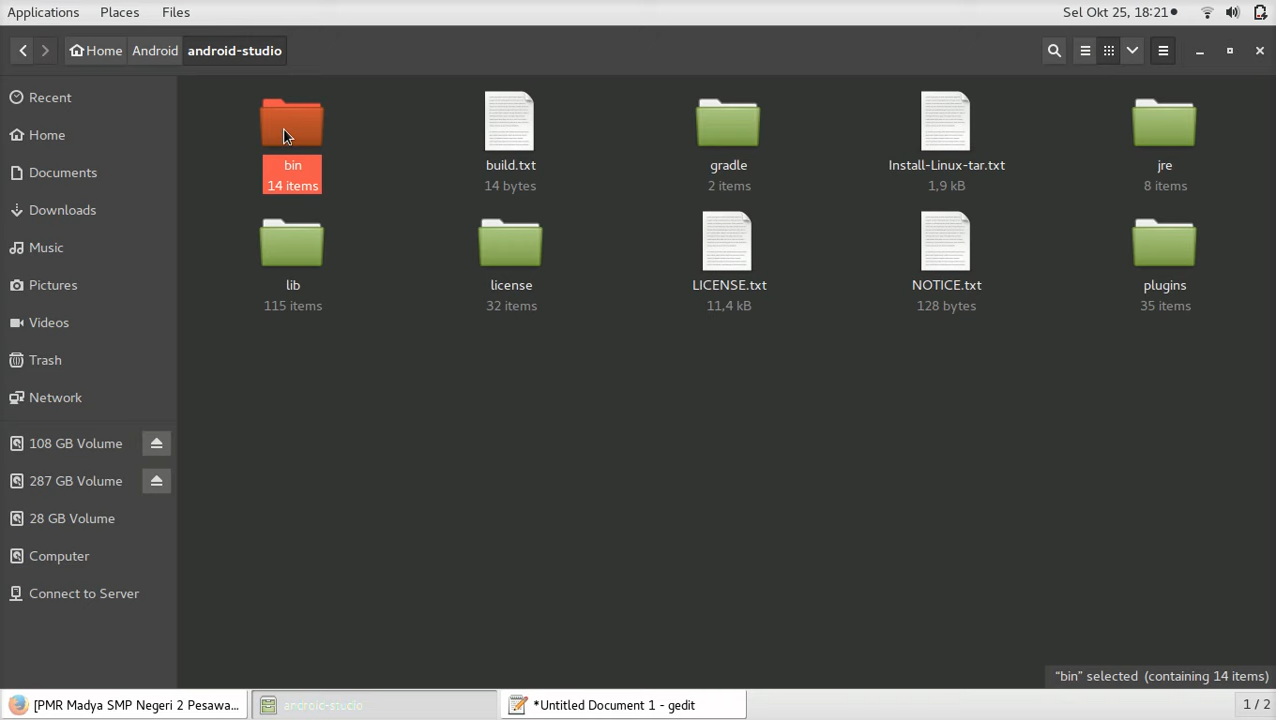 Applications Places Files Sel Okt 25, 18:21
Home Android android-studio
Recent
Home
Documents
Downloads
Music
Pictures
Videos
Trash
Network
108 GB Volume
287 GB Volume
28 GB Volume
Computer
Connect to Server
bin
14 items
build.txt
14 bytes
gradle
2 items
Install-Linux-tar.txt
1,9 kB
jre
8 items
lib
115 items
license
32 items
LICENSE.txt
11,4 kB
NOTICE.txt
128 bytes
plugins
35 items
"bin" selected (containing 14 items)
[PMR Madya SMP Negeri 2 Pesawa... android-studio *Untitled Document 1 - gedit 1 / 2